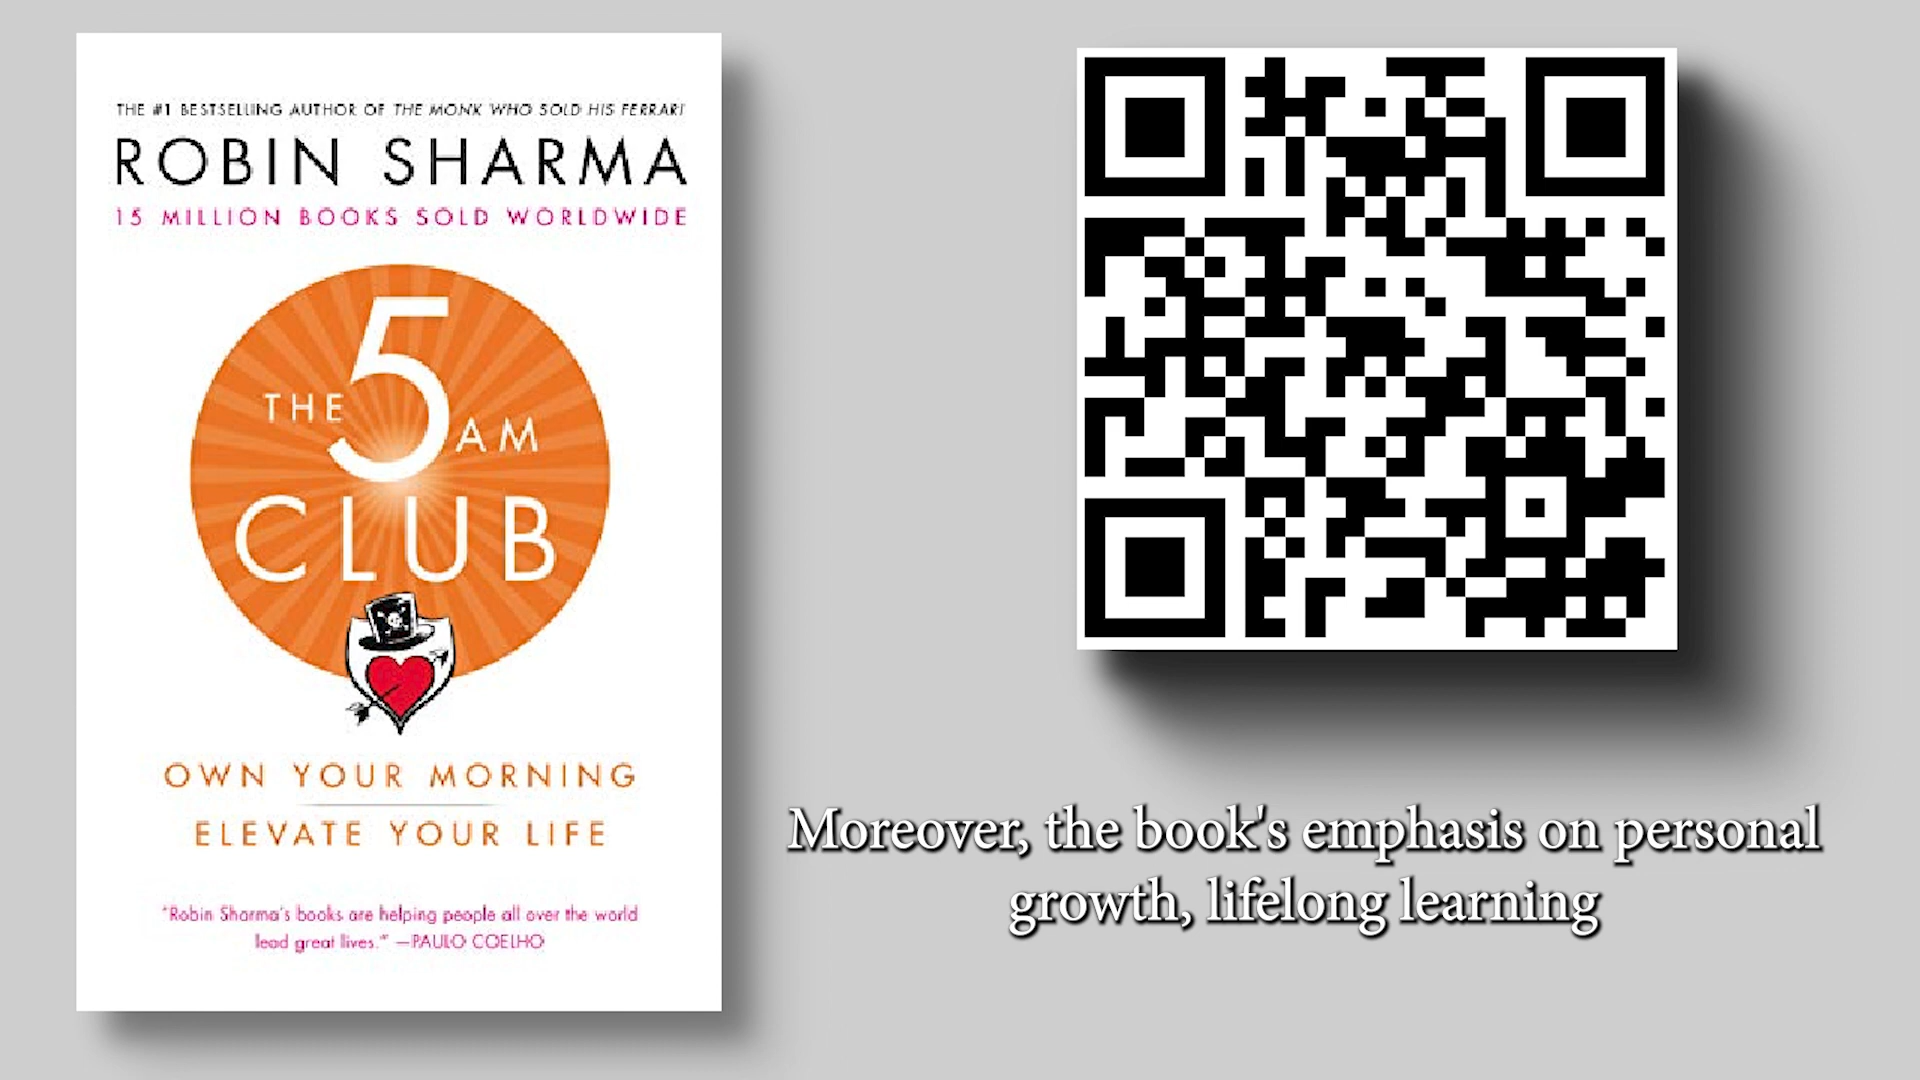 THE #1 BESTSELLING AUTHOR OF THE MONK WHO SOLD HIS FERRARI
ROBIN SHARMA
15 MILLION BOOKS SOLD WORLDWIDE
THE 5 AM
CLUB
OWN YOUR MORNING
ELEVATE YOUR LIFE
"Robin Sharma's books are helping people all over the world
lead great lives." —PAULO COELHO
Moreover, the book's emphasis on personal
growth, lifelong learning